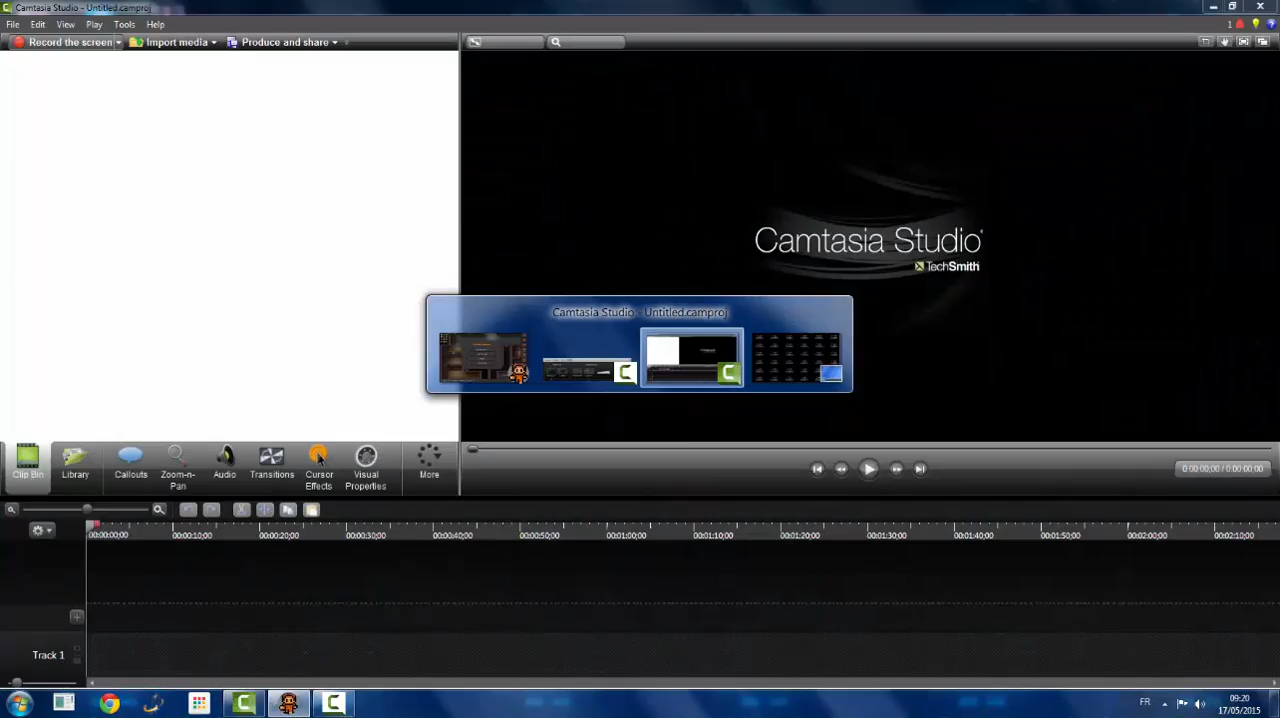 Camtasia Studio - Untitled.camproj
File Edit View Play Tools Help
1
Record the screen Import media Produce and share
Camtasia Studio
TechSmith
Camtasia Studio - Untitled.camproj
Clip Bin
Library
Callouts
Zoom-n-
Pan
Audio
Transitions
Cursor
Effects
Visual
Properties
More
0:00:00;00 / 0:00:00;00
00:00:00;00 00:00:10;00 00:00:20;00 00:00:30;00 00:00:40;00 00:00:50;00 00:01:00;00 00:01:10;00 00:01:20;00 00:01:30;00 00:01:40;00 00:01:50;00 00:02:00;00 00:02:10;00
Track 1
FR
09:20
17/05/2015